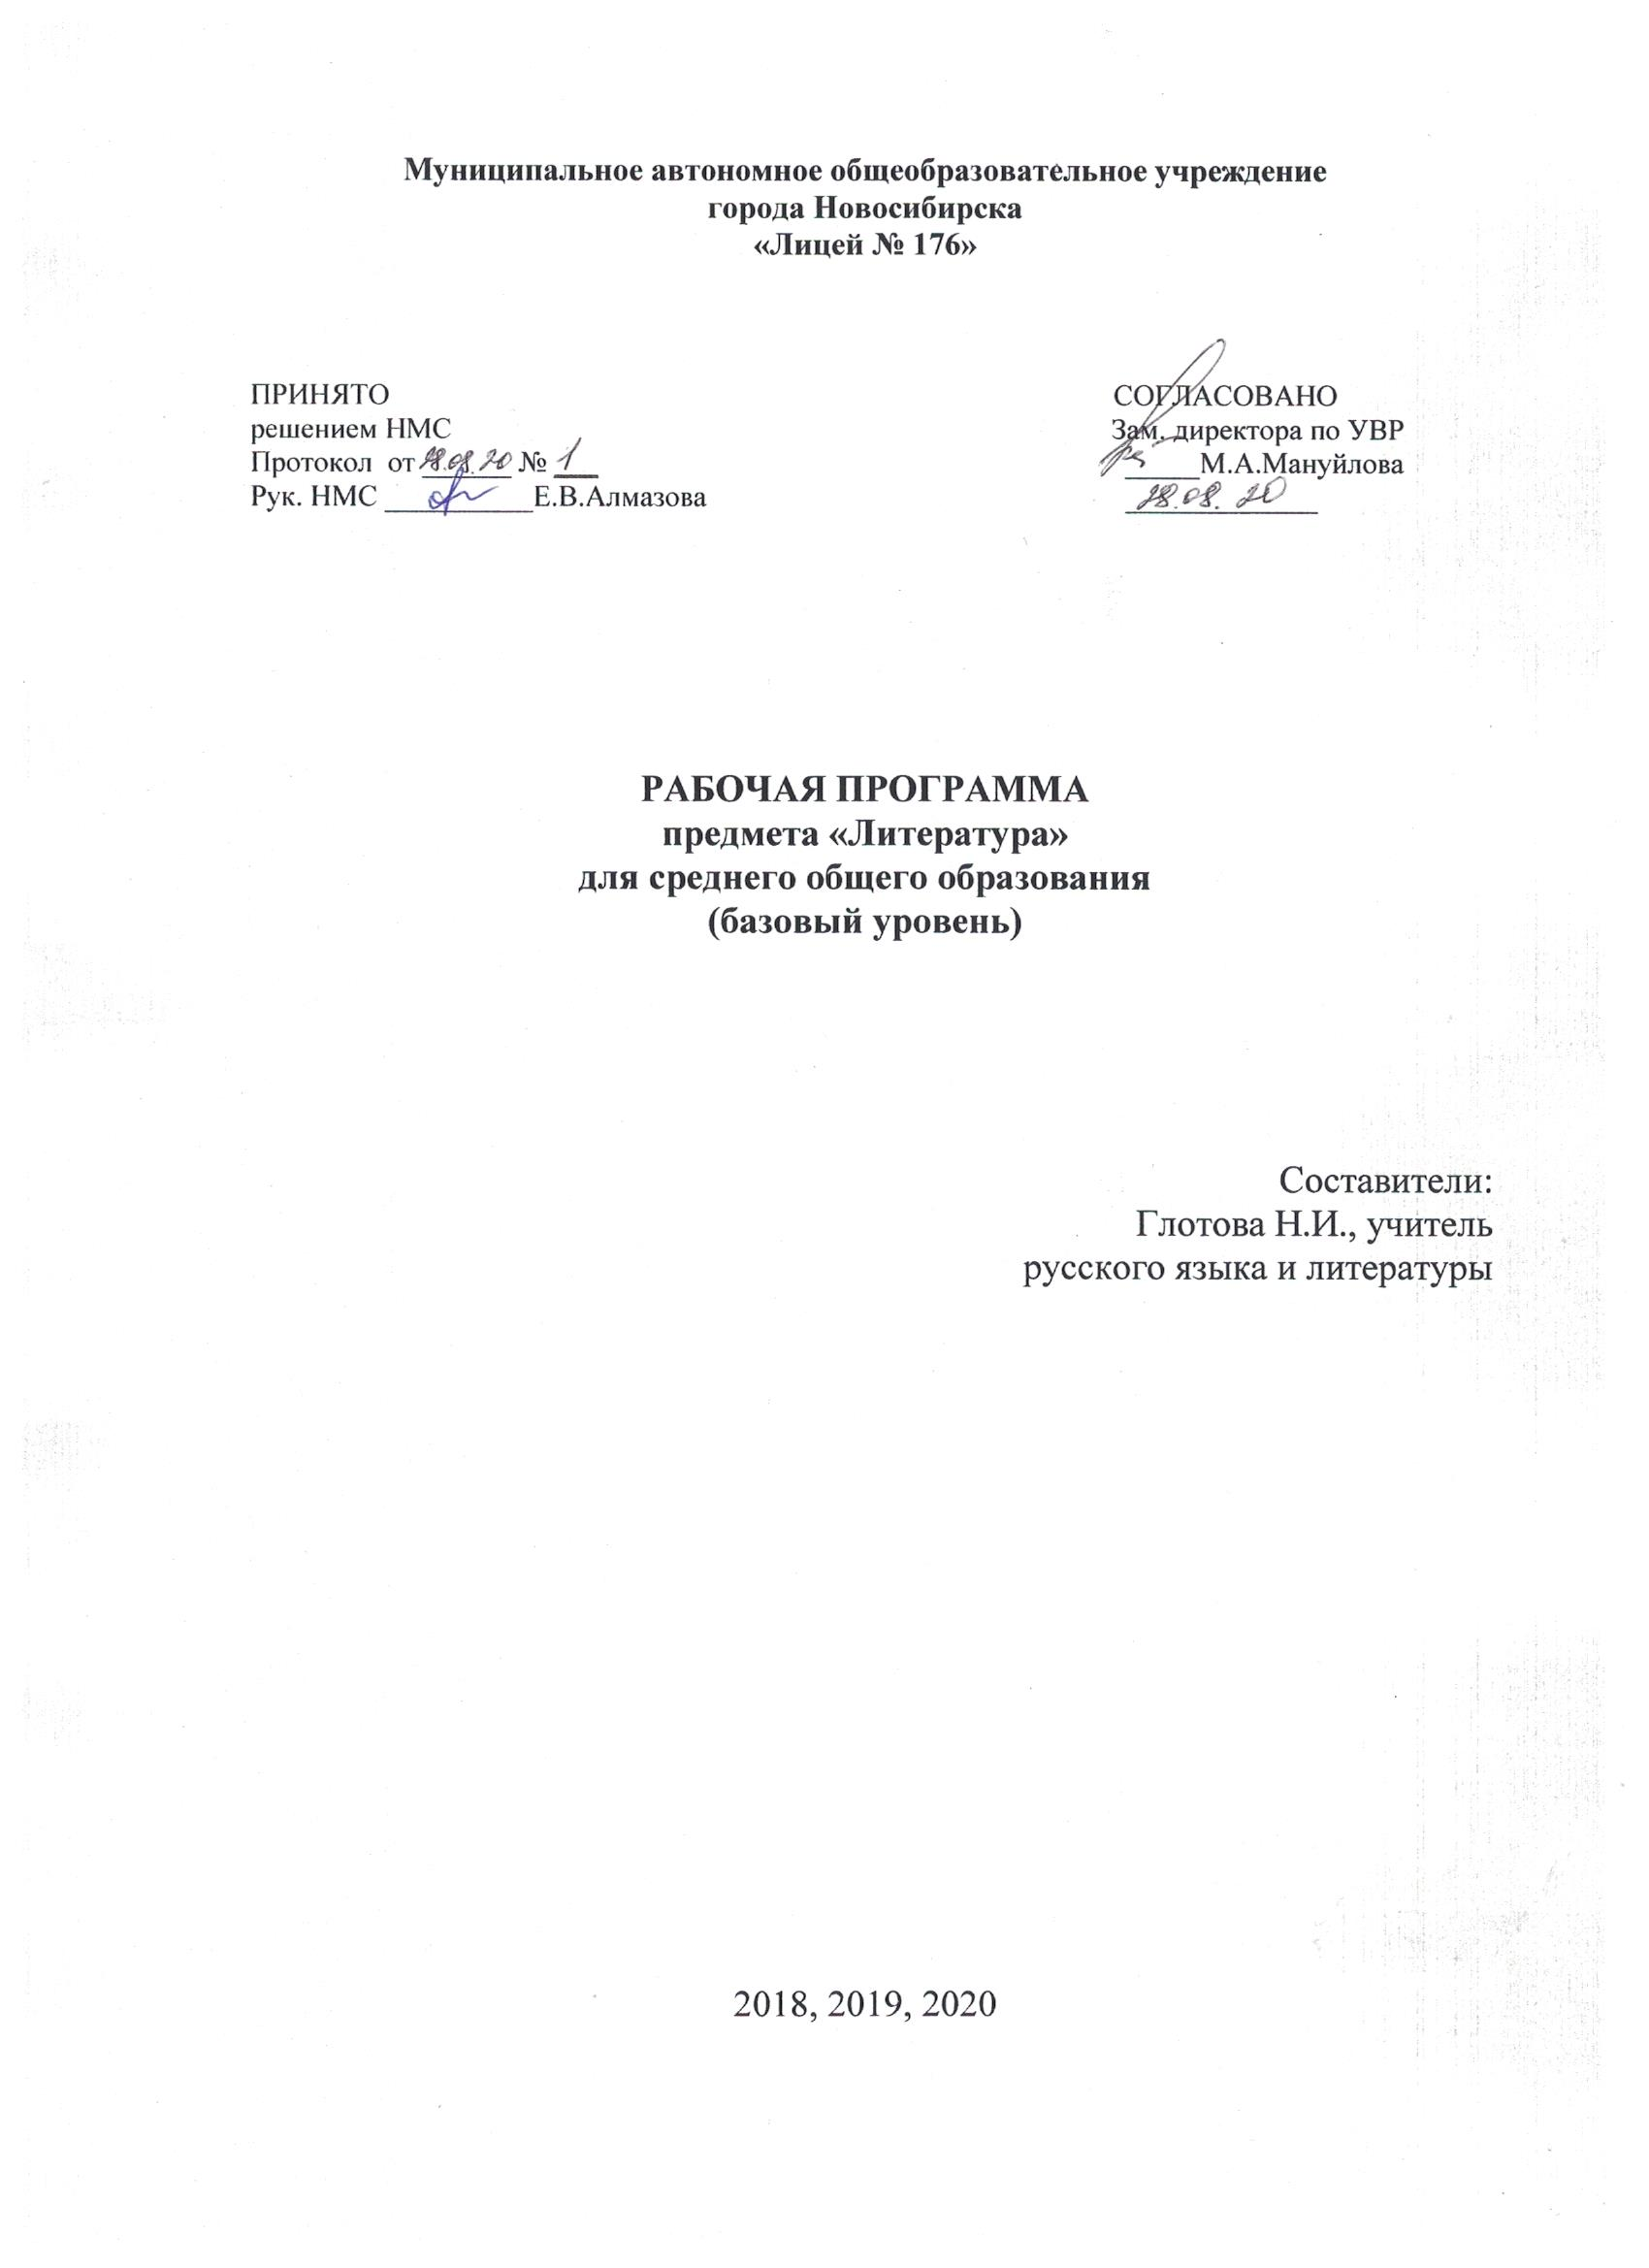 Муниципальное автономное общеобразовательное учреждение
города Новосибирска
«Лицей № 176»
ПРИНЯТО
решением НМС
Протокол от 28.08.20 № 1
Рук. НМС __________Е.В.Алмазова
СОГЛАСОВАНО
Зам. директора по УВР
_____М.А.Мануйлова
28.08.20
РАБОЧАЯ ПРОГРАММА
предмета «Литература»
для среднего общего образования
(базовый уровень)
Составители:
Глотова Н.И., учитель
русского языка и литературы
2018, 2019, 2020